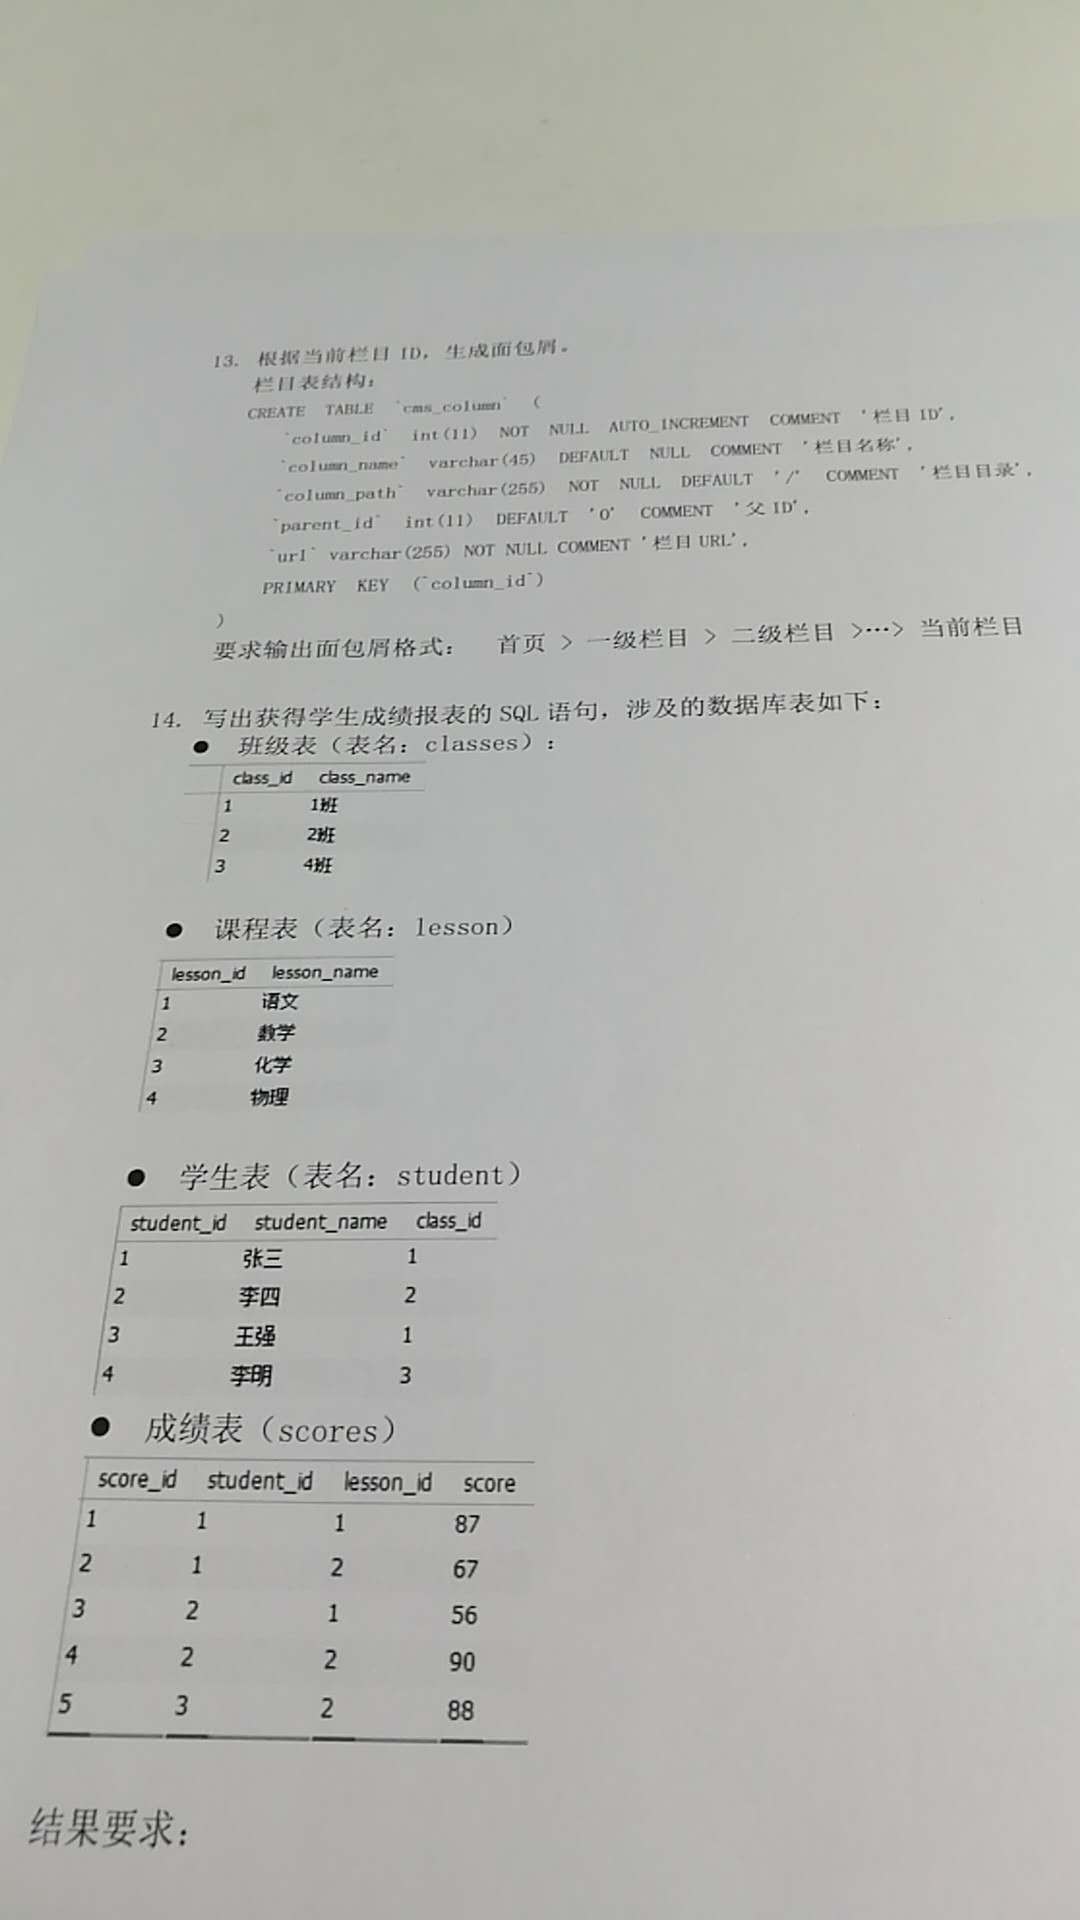 13. 根据当前栏目 ID，生成面包屑。
栏目表结构：
CREATE TABLE `cms_column` (
`column_id` int(11) NOT NULL AUTO_INCREMENT COMMENT '栏目 ID',
`column_name` varchar(45) DEFAULT NULL COMMENT '栏目名称',
`column_path` varchar(255) NOT NULL DEFAULT '/' COMMENT '栏目目录',
`parent_id` int(11) DEFAULT '0' COMMENT '父 ID',
`url` varchar(255) NOT NULL COMMENT '栏目 URL',
PRIMARY KEY (`column_id`)
)
要求输出面包屑格式： 首页 > 一级栏目 > 二级栏目 >…> 当前栏目
14. 写出获得学生成绩报表的 SQL 语句，涉及的数据库表如下：
● 班级表（表名：classes）：
class_id class_name
1 1班
2 2班
3 4班
● 课程表（表名：lesson）
lesson_id lesson_name
1 语文
2 数学
3 化学
4 物理
● 学生表（表名：student）
student_id student_name class_id
1 张三 1
2 李四 2
3 王强 1
4 李明 3
● 成绩表（scores）
score_id student_id lesson_id score
1 1 1 87
2 1 2 67
3 2 1 56
4 2 2 90
5 3 2 88
结果要求：